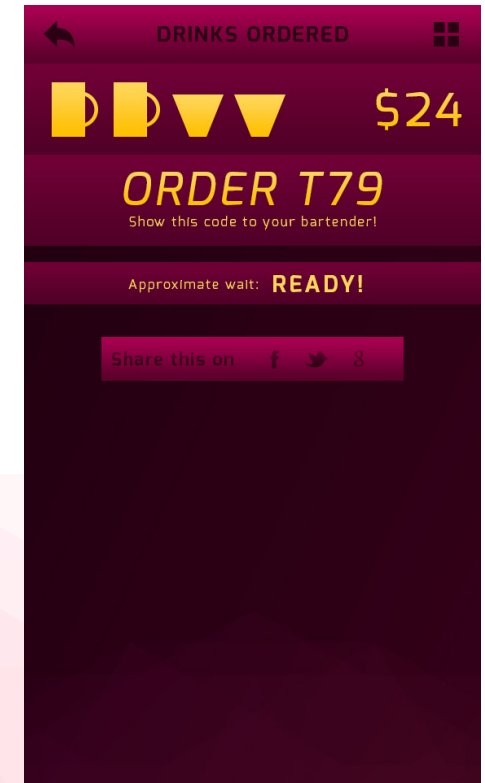 DRINKS ORDERED
$24
ORDER T79
Show this code to your bartender!
Approximate wait: READY!
Share this on